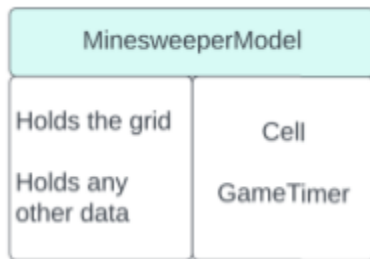 MinesweeperModel
Holds the grid
Holds any
other data
Cell
GameTimer